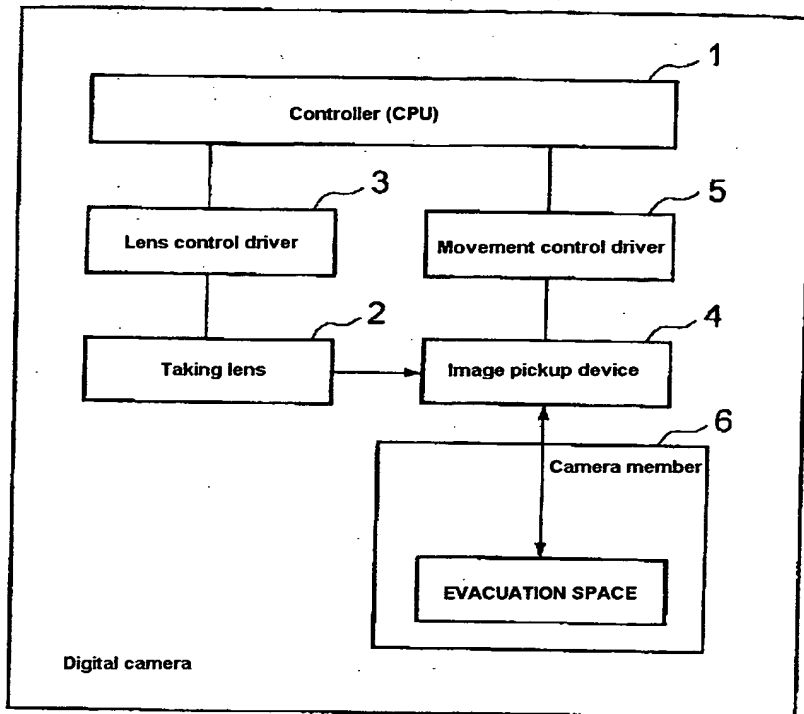 1
Controller (CPU)
3
5
Lens control driver
Movement control driver
2
4
Taking lens
Image pickup device
6
Camera member
EVACUATION SPACE
Digital camera